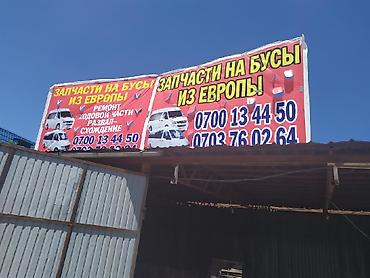 ЗАПЧАСТИ НА БУСЫ
ИЗ ЕВРОПЫ
РЕМОНТ
ХОДОВОЙ ЧАСТИ
РАЗВАЛ-
СХОЖДЕНИЕ
0700 13 44 50
ЗАПЧАСТИ НА БУСЫ
ИЗ ЕВРОПЫ
0700 13 44 50
0703 76 02 64